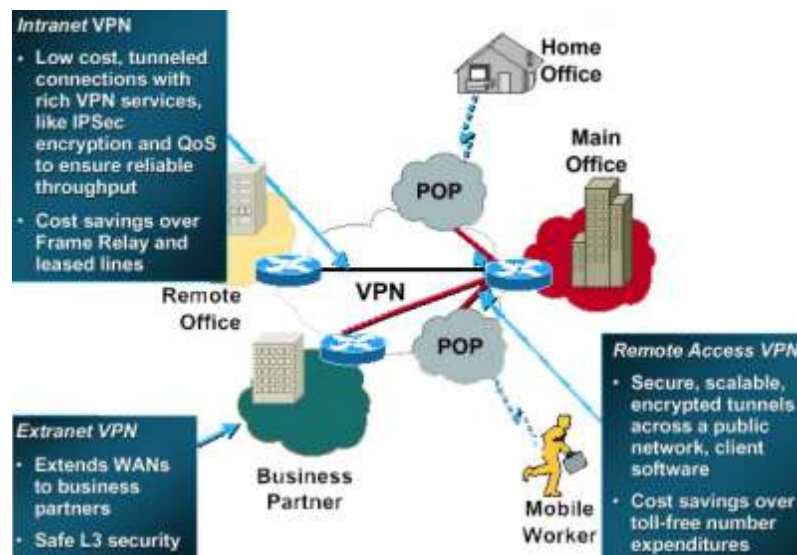 Intranet VPN
• Low cost, tunneled
connections with
rich VPN services,
like IPSec
encryption and QoS
to ensure reliable
throughput
• Cost savings over
Frame Relay and
leased lines
Home
Office
Main
Office
POP
VPN
Remote
Office
POP
Business
Partner
Mobile
Worker
Extranet VPN
• Extends WANs
to business
partners
• Safe L3 security
Remote Access VPN
• Secure, scalable,
encrypted tunnels
across a public
network, client
software
• Cost savings over
toll-free number
expenditures